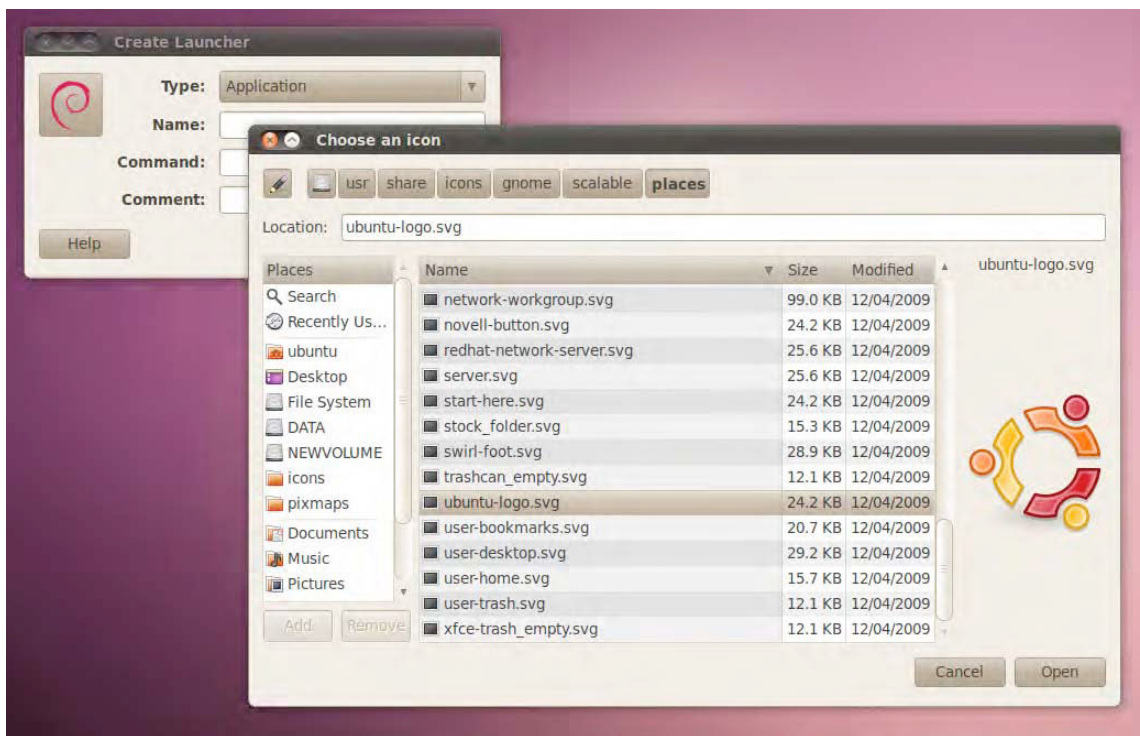 Create Launcher
Type: Application
Name:
Command:
Comment:
Help
Choose an icon
usr share icons gnome scalable places
Location: ubuntu-logo.svg
Places
Search
Recently Us...
ubuntu
Desktop
File System
DATA
NEWVOLUME
icons
pixmaps
Documents
Music
Pictures
Add Remove
Name Size Modified
network-workgroup.svg 99.0 KB 12/04/2009
novell-button.svg 24.2 KB 12/04/2009
redhat-network-server.svg 25.6 KB 12/04/2009
server.svg 25.6 KB 12/04/2009
start-here.svg 24.2 KB 12/04/2009
stock_folder.svg 15.3 KB 12/04/2009
swirl-foot.svg 28.9 KB 12/04/2009
trashcan_empty.svg 12.1 KB 12/04/2009
ubuntu-logo.svg 24.2 KB 12/04/2009
user-bookmarks.svg 20.7 KB 12/04/2009
user-desktop.svg 29.2 KB 12/04/2009
user-home.svg 15.7 KB 12/04/2009
user-trash.svg 12.1 KB 12/04/2009
xfce-trash_empty.svg 12.1 KB 12/04/2009
ubuntu-logo.svg
Cancel Open